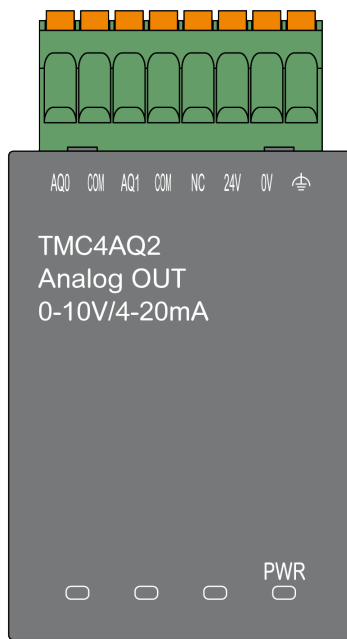 AQ0 COM AQ1 COM NC 24V 0V
TMC4AQ2
Analog OUT
0-10V/4-20mA
PWR